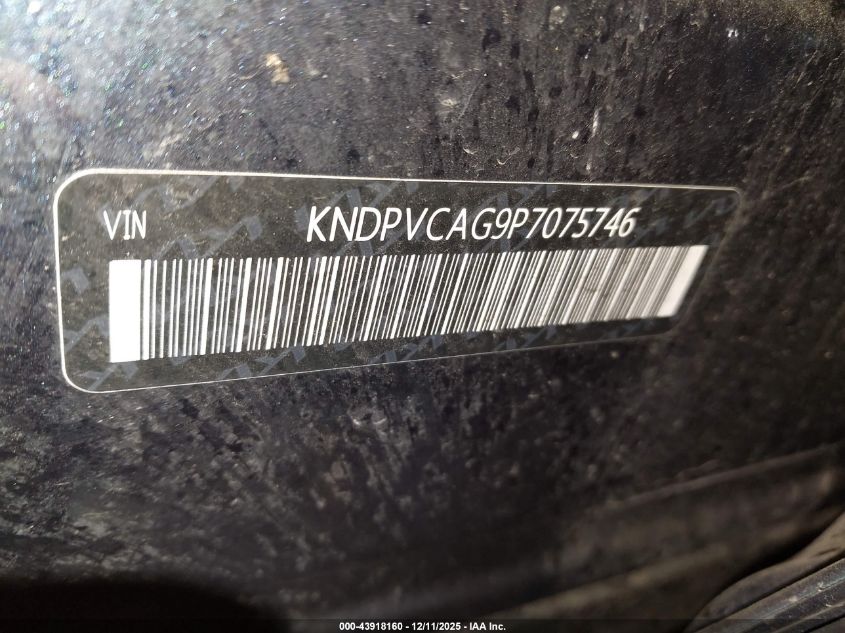 VIN KNDPVCAG9P7075746
000-43918160 - 12/11/2025 - IAA Inc.